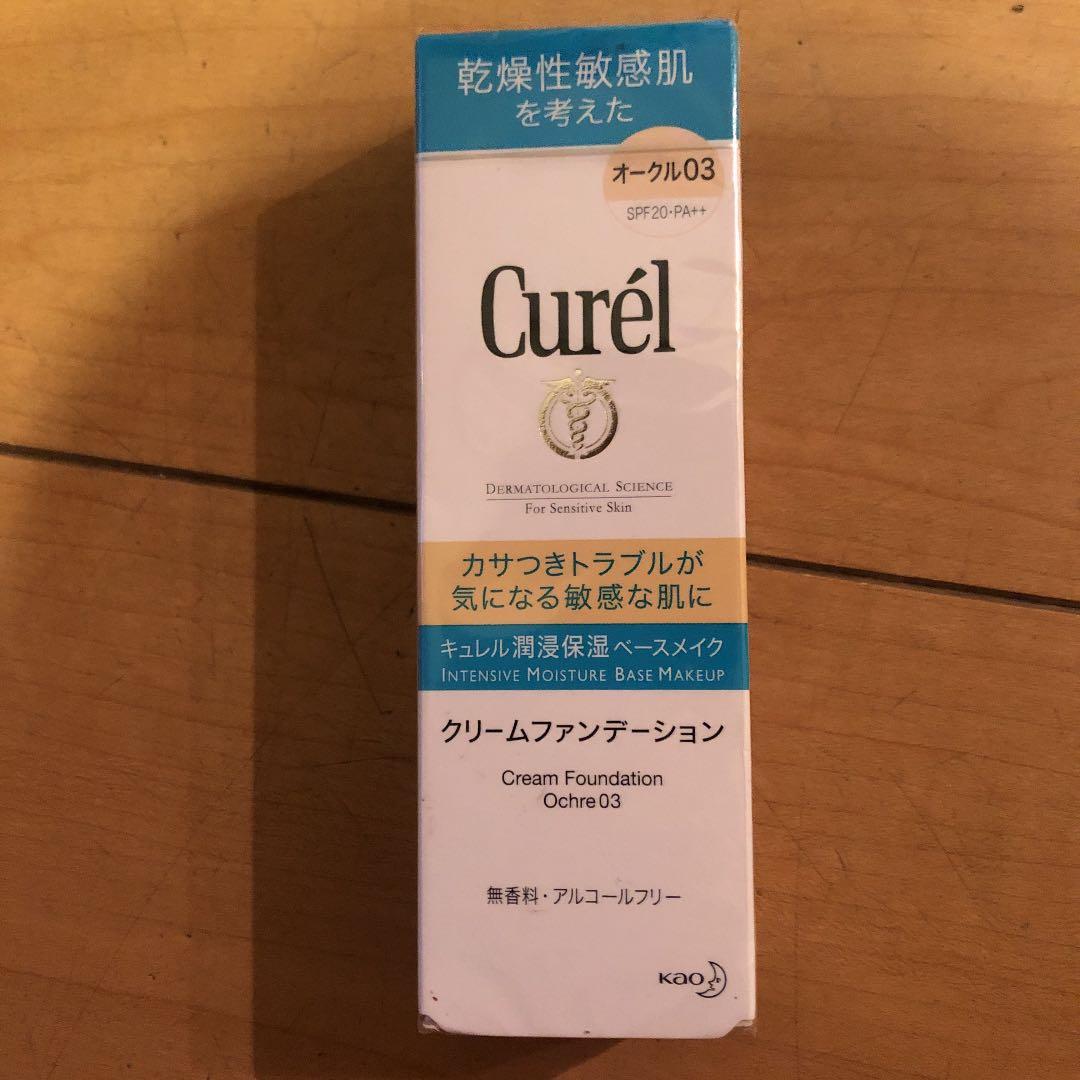 乾燥性敏感肌
を考えた
オークル03
SPF20・PA++
Curél
DERMATOLOGICAL SCIENCE
For Sensitive Skin
カサつきトラブルが
気になる敏感な肌に
キュレル潤浸保湿ベースメイク
INTENSIVE MOISTURE BASE MAKEUP
クリームファンデーション
Cream Foundation
Ochre03
無香料・アルコールフリー
Kao